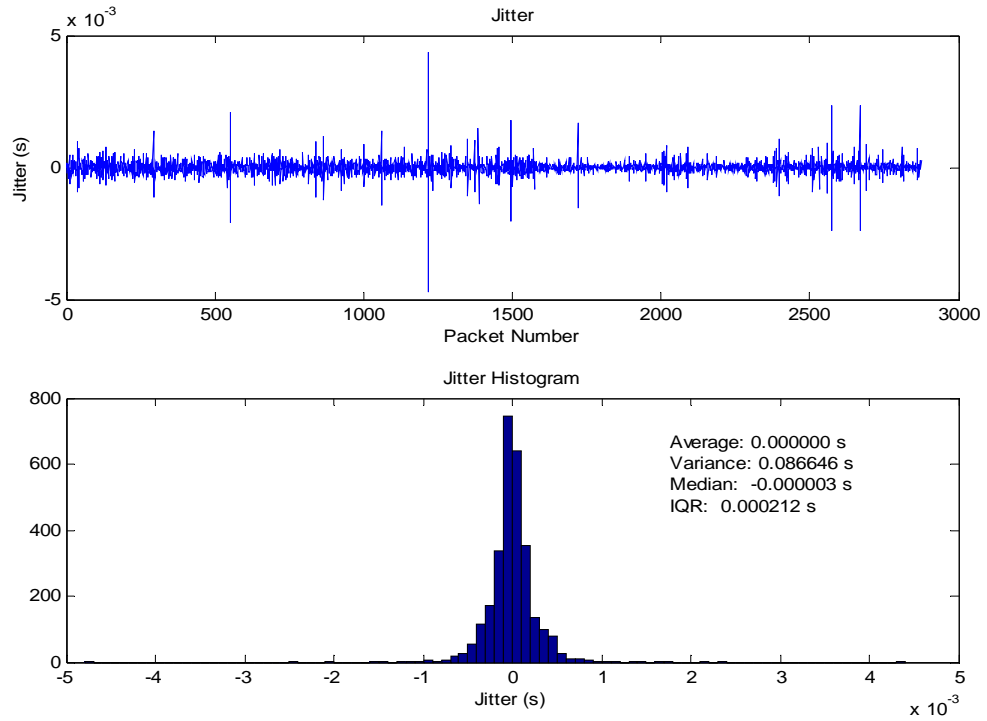 x 10⁻³
Jitter
5
0
-5
Jitter (s)
0 500 1000 1500 2000 2500 3000
Packet Number
Jitter Histogram
800
600
400
200
0
Average: 0.000000 s
Variance: 0.086646 s
Median: -0.000003 s
IQR: 0.000212 s
-5 -4 -3 -2 -1 0 1 2 3 4 5
Jitter (s)
x 10⁻³